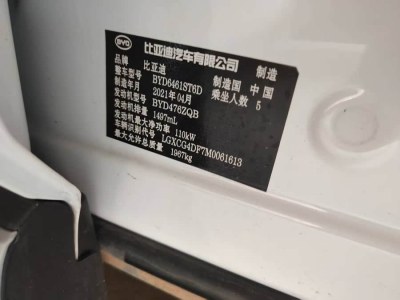 BYD
比亚迪汽车有限公司 制造
品牌 比亚迪 制造国 中国
整车型号 BYD6461ST6D 乘坐人数 5
制造年月 2021年04月
发动机型号 BYD476ZQB
发动机排量 1497mL
发动机最大净功率 110kW
车辆识别代号 LGXCG4DF7M0061613
最大允许总质量 1967kg